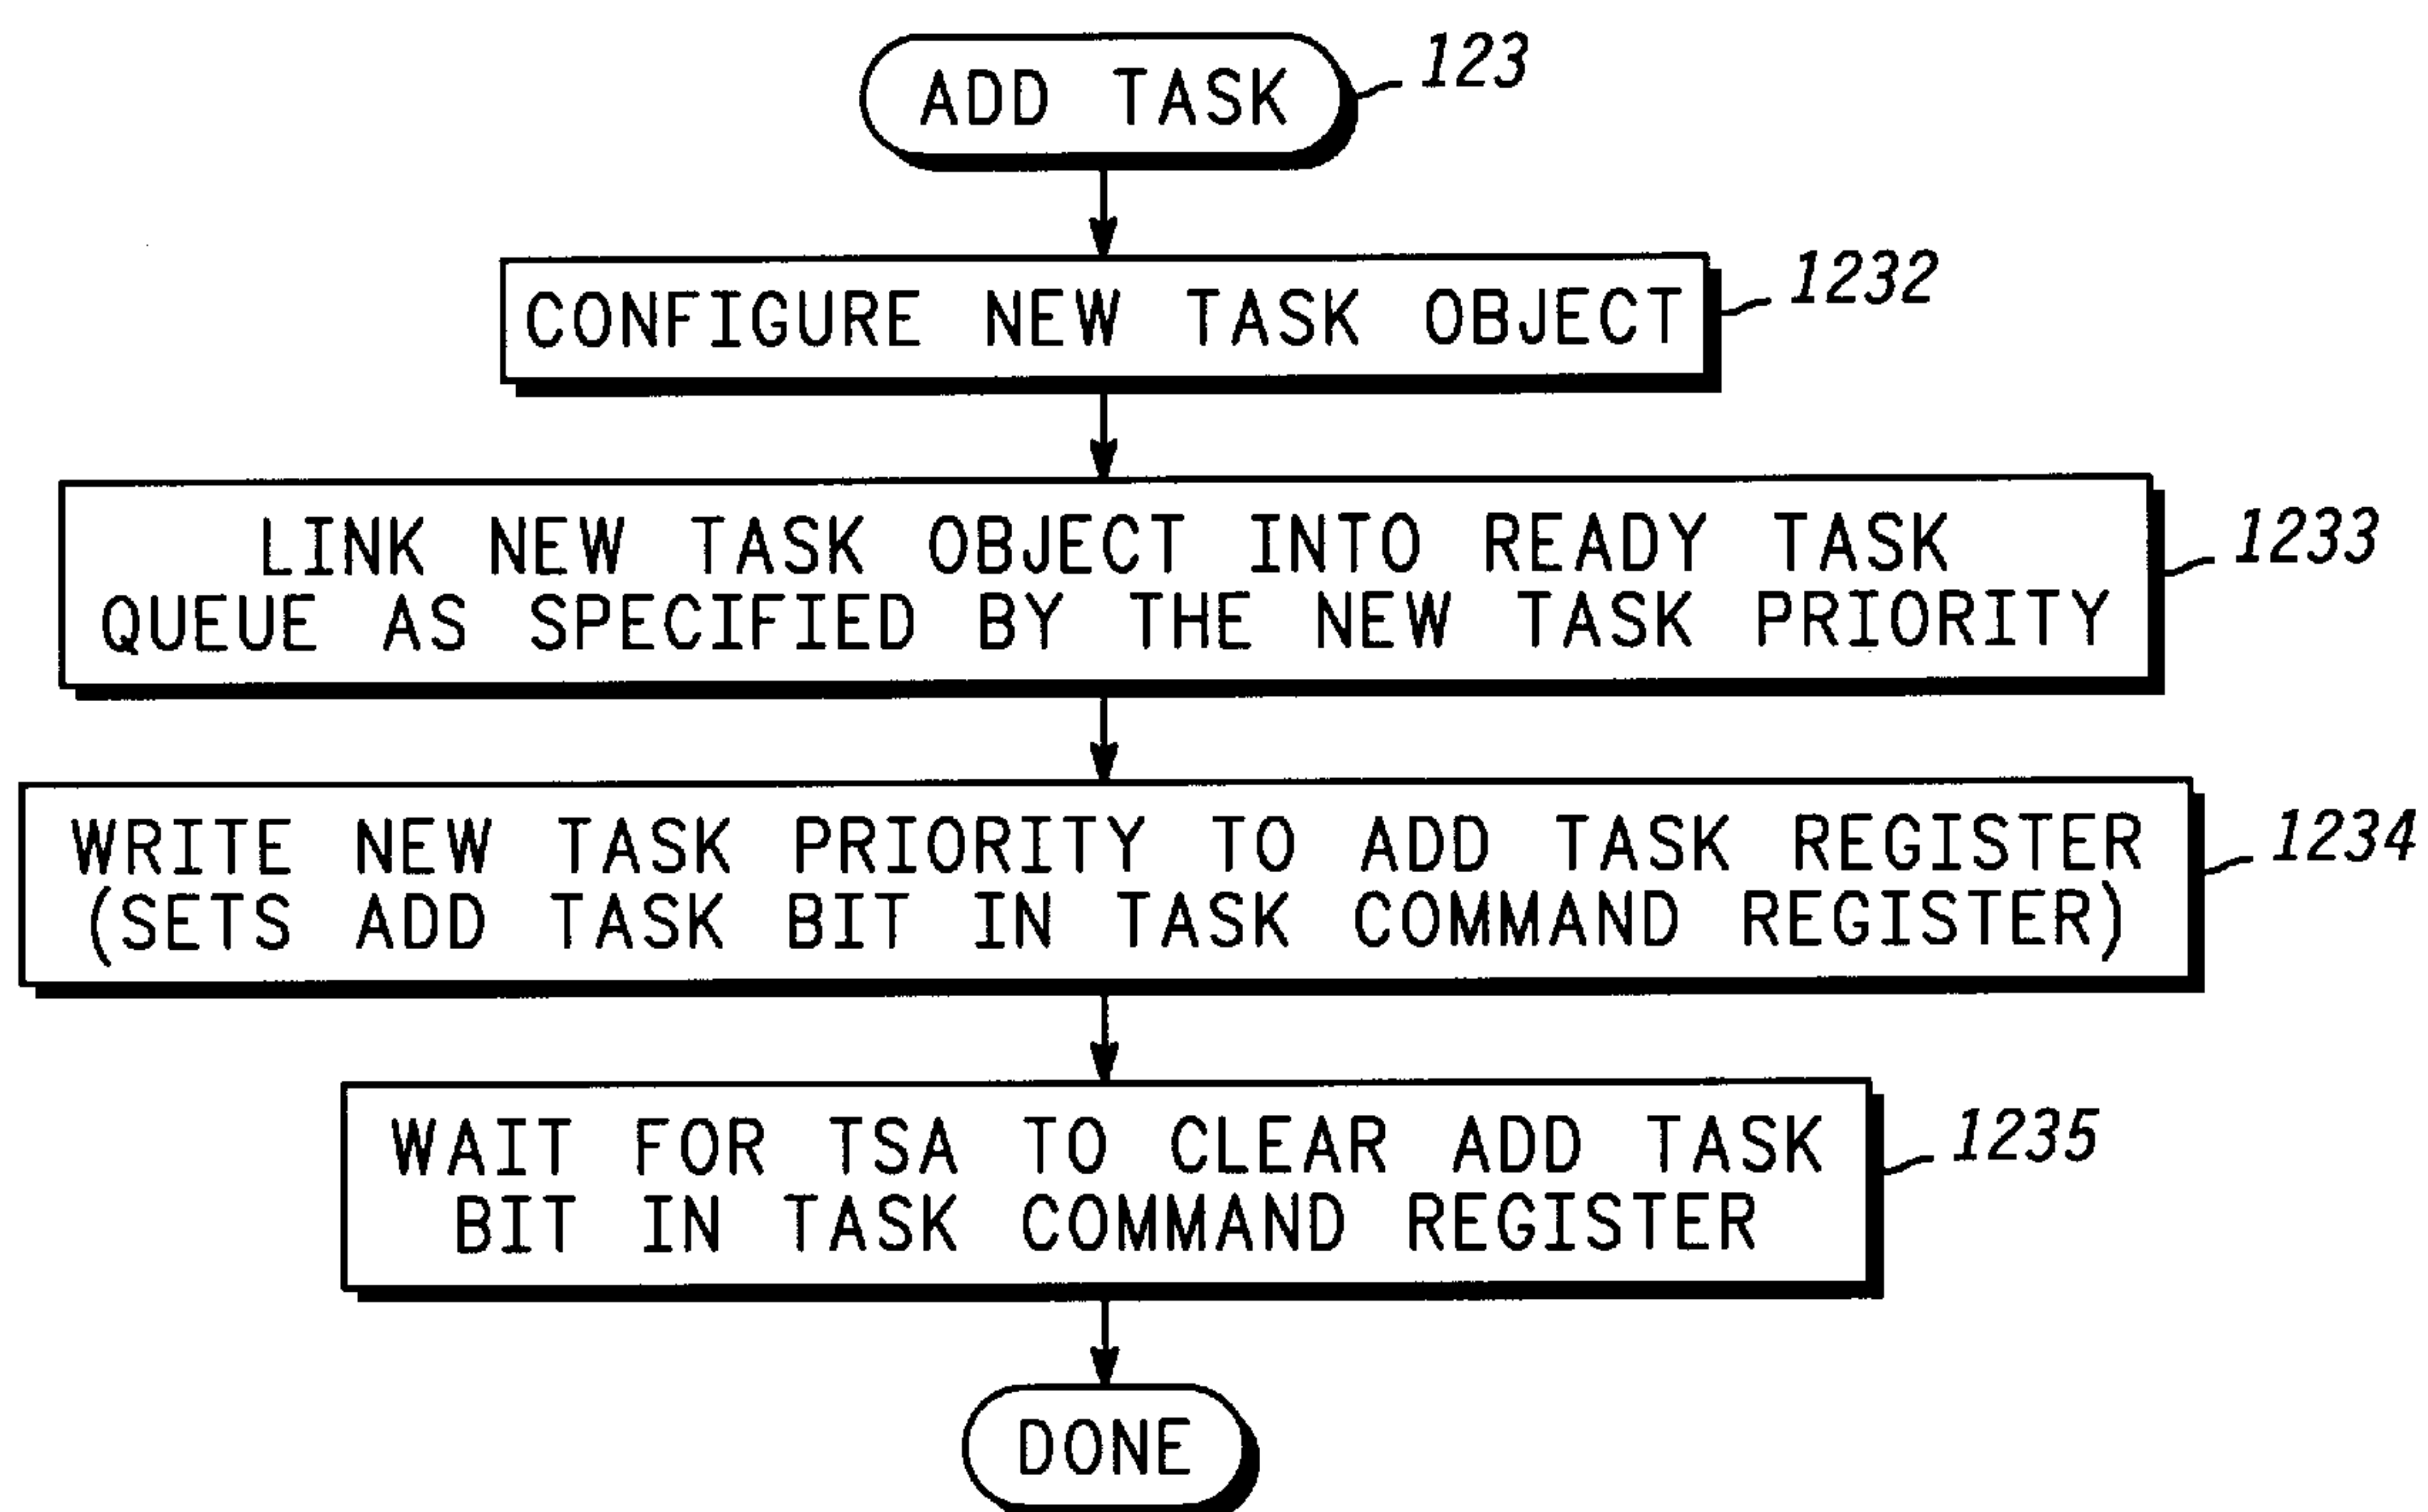 ADD TASK
123
CONFIGURE NEW TASK OBJECT
1232
LINK NEW TASK OBJECT INTO READY TASK
QUEUE AS SPECIFIED BY THE NEW TASK PRIORITY
1233
WRITE NEW TASK PRIORITY TO ADD TASK REGISTER
(SETS ADD TASK BIT IN TASK COMMAND REGISTER)
1234
WAIT FOR TSA TO CLEAR ADD TASK
BIT IN TASK COMMAND REGISTER
1235
DONE